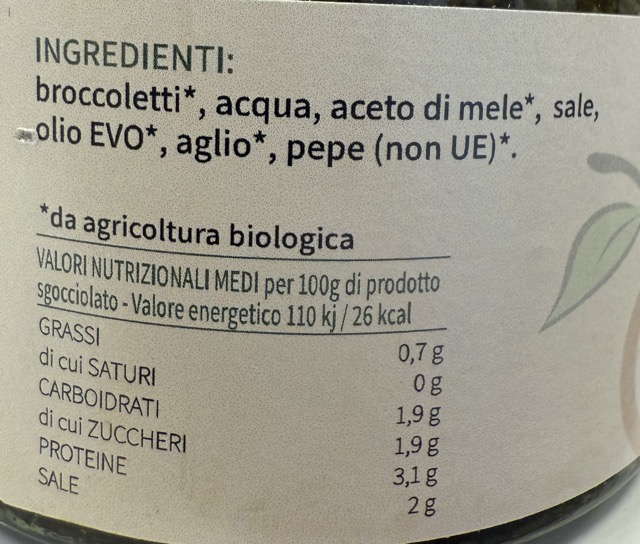 INGREDIENTI:
broccoletti*, acqua, aceto di mele*, sale,
olio EVO*, aglio*, pepe (non UE)*.
*da agricoltura biologica
VALORI NUTRIZIONALI MEDI per 100g di prodotto
sgocciolato - Valore energetico 110 kj / 26 kcal
GRASSI 0,7 g
di cui SATURI 0 g
CARBOIDRATI 1,9 g
di cui ZUCCHERI 1,9 g
PROTEINE 3,1 g
SALE 2 g